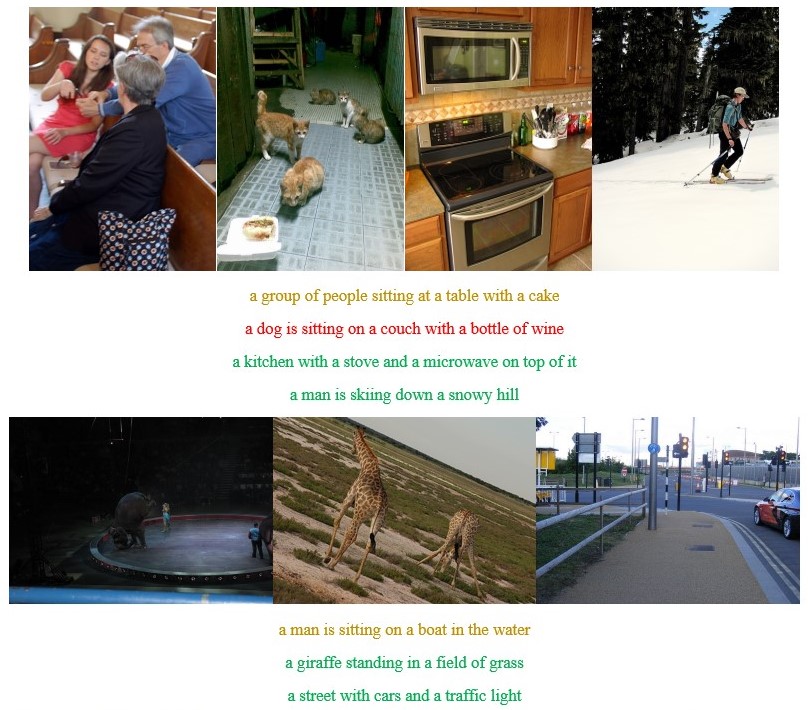 a group of people sitting at a table with a cake
a dog is sitting on a couch with a bottle of wine
a kitchen with a stove and a microwave on top of it
a man is skiing down a snowy hill
a man is sitting on a boat in the water
a giraffe standing in a field of grass
a street with cars and a traffic light